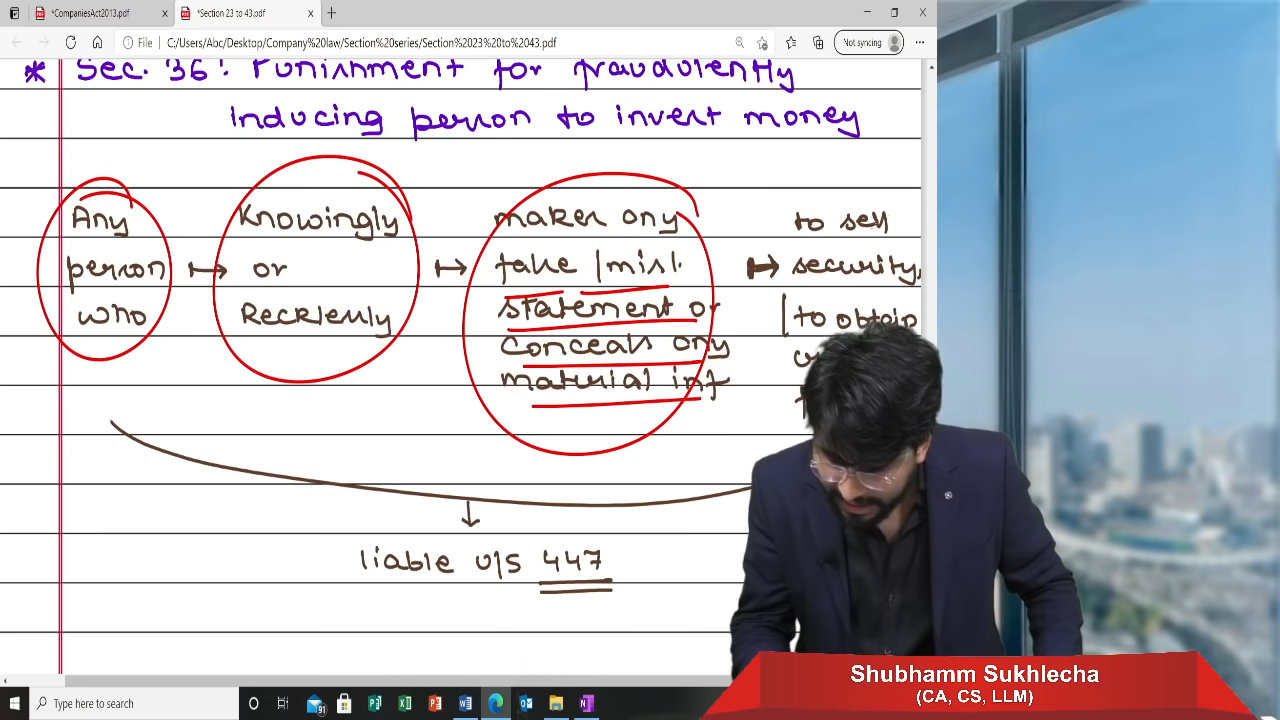 *CompaniesAct2013.pdf
*Section 23 to 43.pdf
File
C:/Users/Abc/Desktop/Company%20law/Section%20series/Section%2023%20to%2043.pdf
Not syncing
* Sec. 36: Punishment for fraudulently
inducing person to invest money
Any
person
who
Knowingly
or
Recklessly
makes any
fake / misl.
statement or
conceals any
material inf
to sell
security
/ to obtain
liable u/s 447
Shubhamm Sukhlecha
(CA, CS, LLM)
Type here to search
91